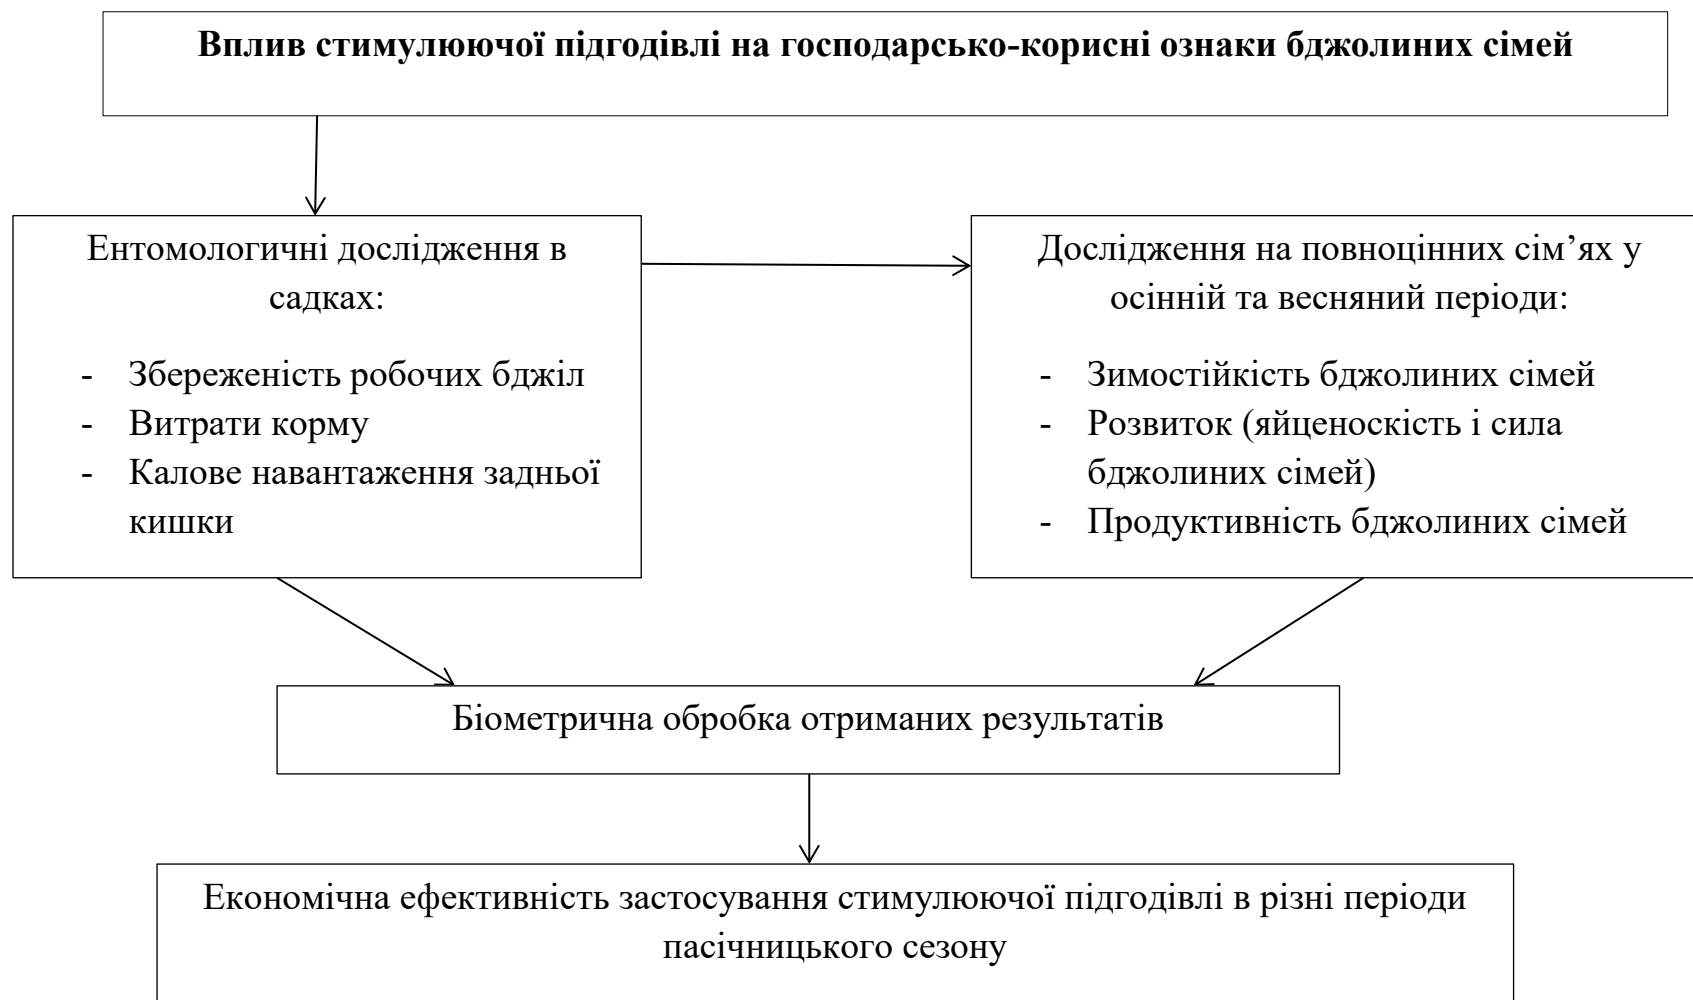 Вплив стимулюючої підгодівлі на господарсько-корисні ознаки бджолиних сімей
Ентомологичні дослідження в
садках:
- Збереженість робочих бджіл
- Витрати корму
- Калове навантаження задньої
кишки
Дослідження на повноцінних сім’ях у
осінній та весняний періоди:
- Зимостійкість бджолиних сімей
- Розвиток (яйценоскість і сила
бджолиних сімей)
- Продуктивність бджолиних сімей
Біометрична обробка отриманих результатів
Економічна ефективність застосування стимулюючої підгодівлі в різні періоди
пасічницького сезону